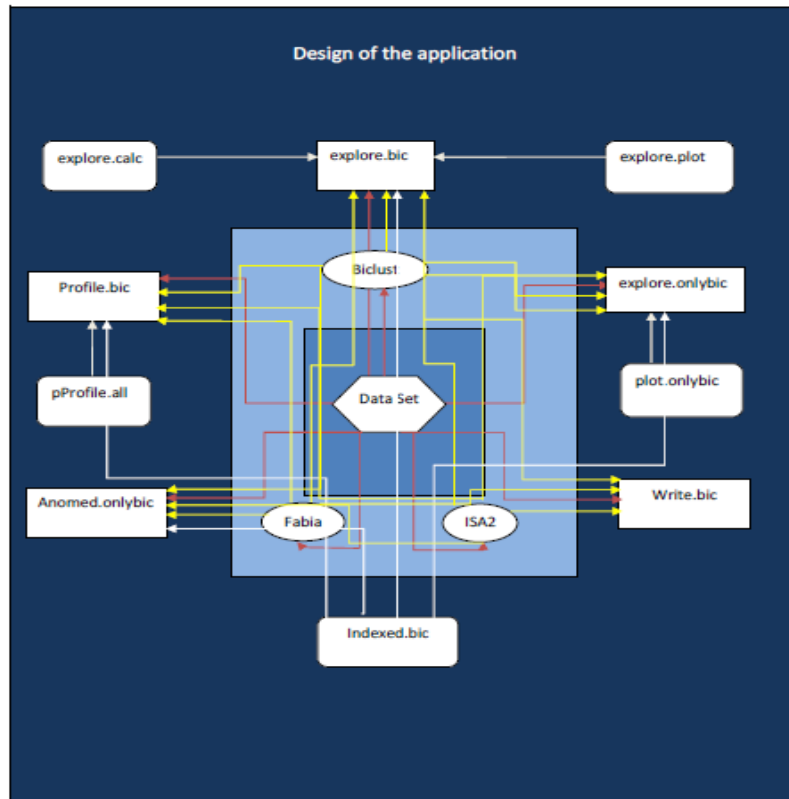 Design of the application
explore.calc
explore.bic
explore.plot
Biclust
Profile.bic
explore.onlybic
pProfile.all
Data Set
plot.onlybic
Anomed.onlybic
Fabia
ISA2
Write.bic
Indexed.bic